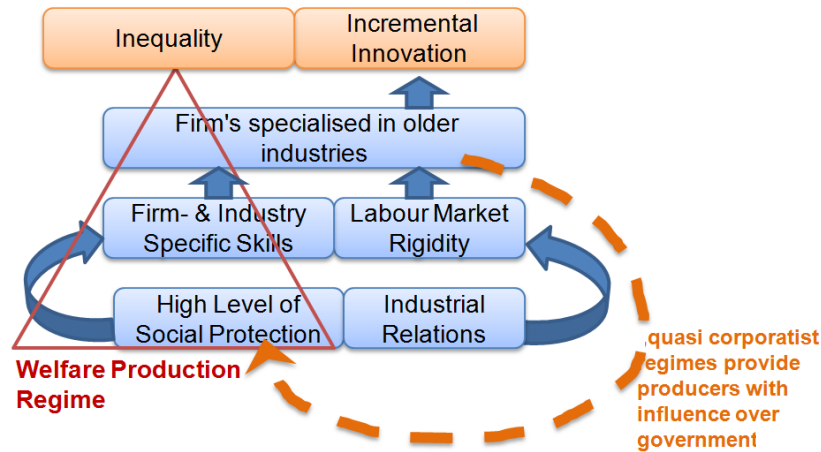 Inequality
Incremental
Innovation
Firm's specialised in older
industries
Firm- & Industry
Specific Skills
Labour Market
Rigidity
High Level of
Social Protection
Industrial
Relations
Welfare Production
Regime
quasi corporatist
regimes provide
producers with
influence over
government